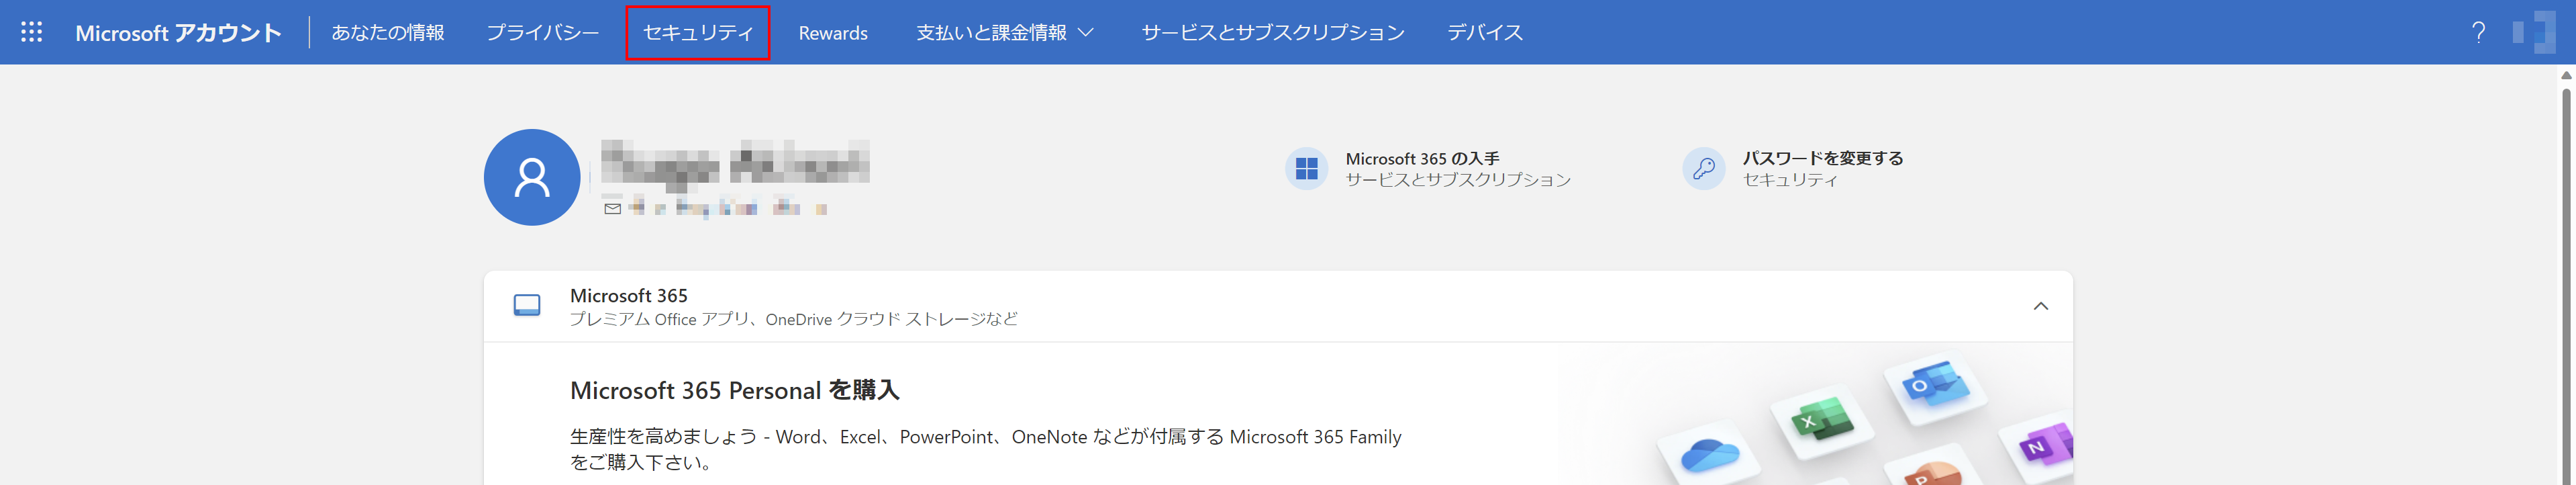 Microsoft アカウント
あなたの情報
プライバシー
セキュリティ
Rewards
支払いと課金情報
サービスとサブスクリプション
デバイス
?
Microsoft 365 の入手
サービスとサブスクリプション
パスワードを変更する
セキュリティ
Microsoft 365
プレミアム Office アプリ、OneDrive クラウド ストレージなど
Microsoft 365 Personal を購入
生産性を高めましょう - Word、Excel、PowerPoint、OneNote などが付属する Microsoft 365 Family
をご購入下さい。
O
X
N
P